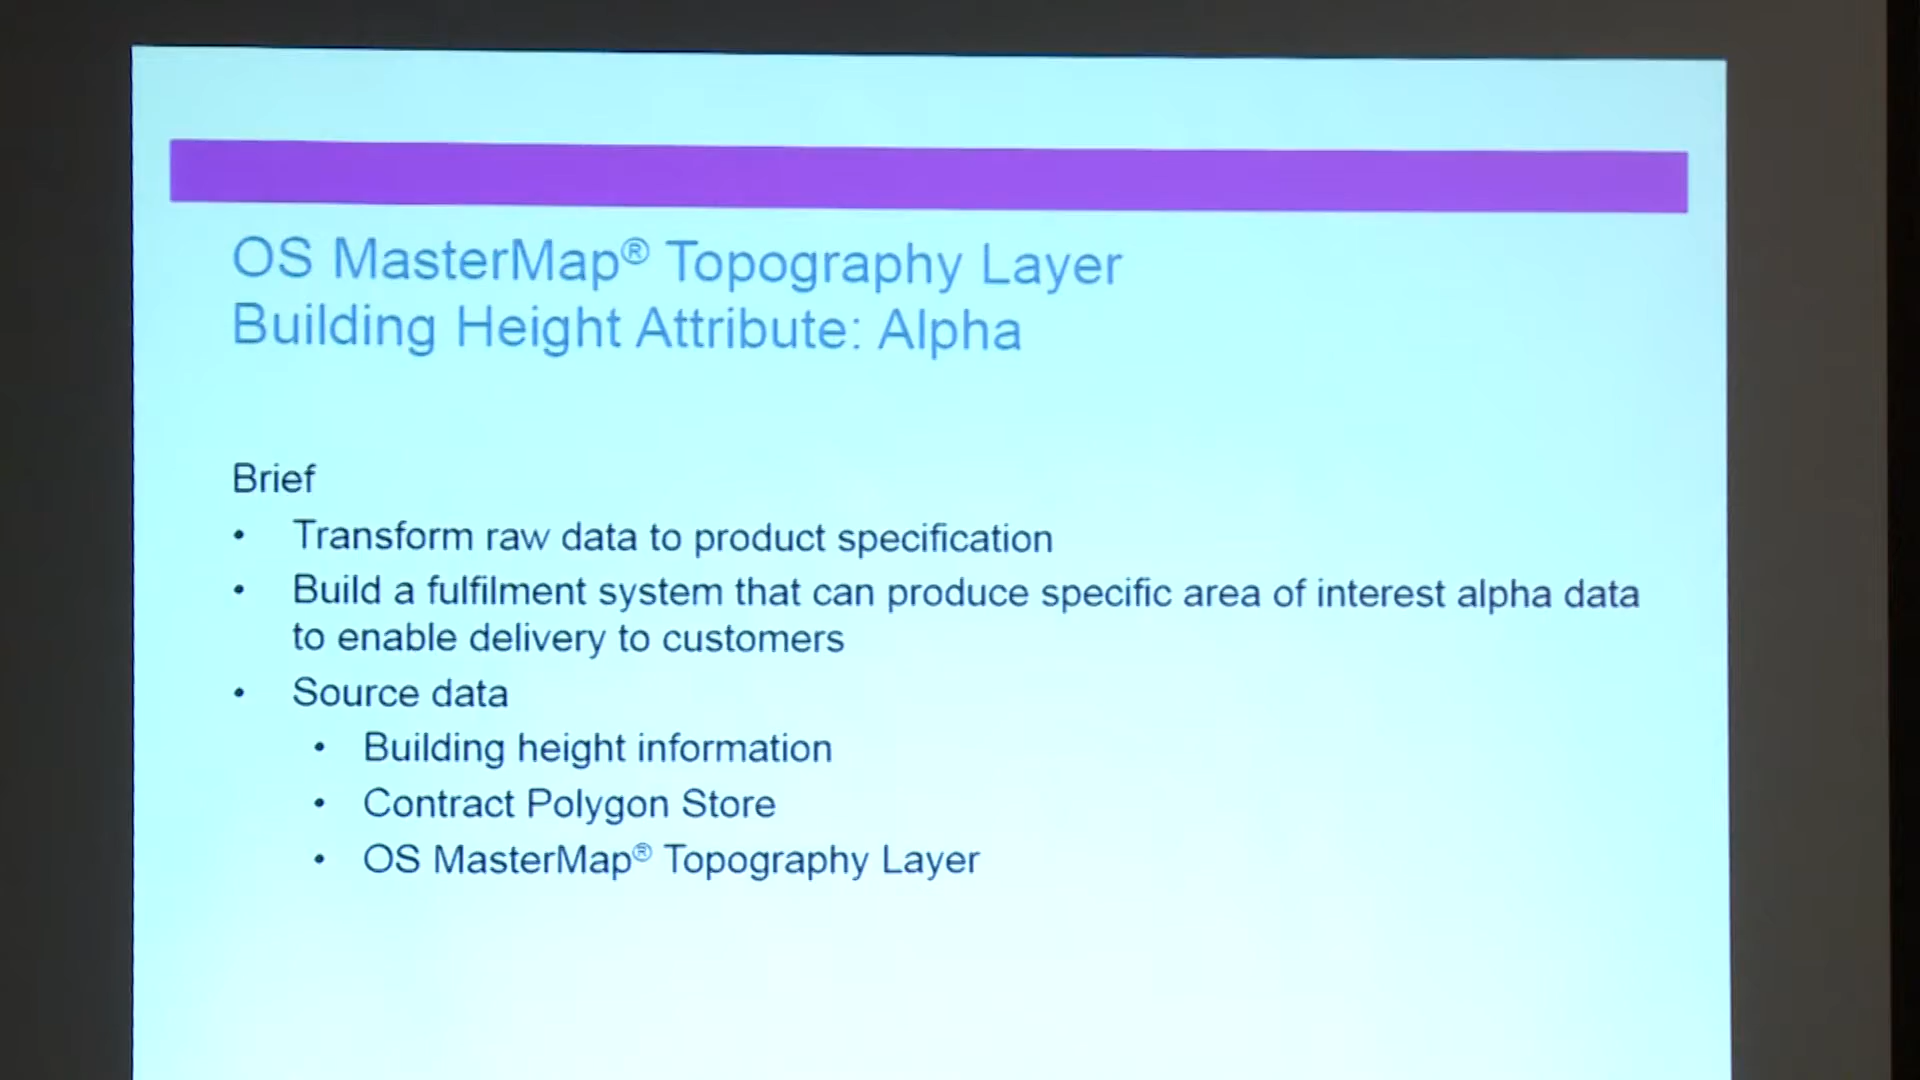 OS MasterMap® Topography Layer
Building Height Attribute: Alpha
Brief
• Transform raw data to product specification
• Build a fulfilment system that can produce specific area of interest alpha data
to enable delivery to customers
• Source data
• Building height information
• Contract Polygon Store
• OS MasterMap® Topography Layer